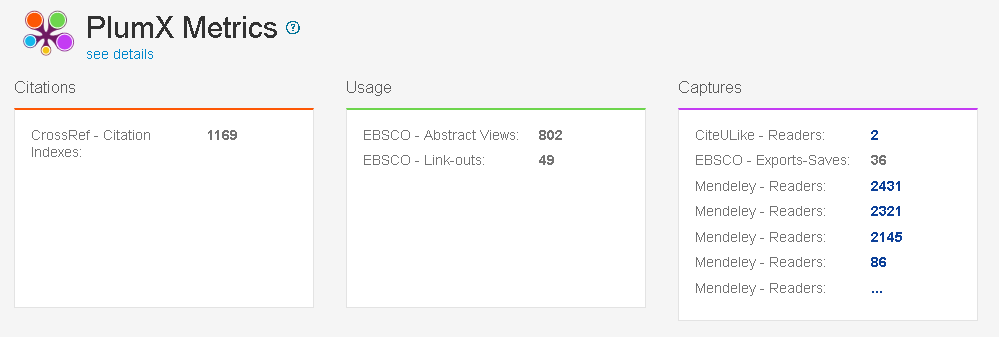 PlumX Metrics ?
see details
Citations
CrossRef - Citation Indexes: 1169
Usage
EBSCO - Abstract Views: 802
EBSCO - Link-outs: 49
Captures
CiteULike - Readers: 2
EBSCO - Exports-Saves: 36
Mendeley - Readers: 2431
Mendeley - Readers: 2321
Mendeley - Readers: 2145
Mendeley - Readers: 86
Mendeley - Readers: ...